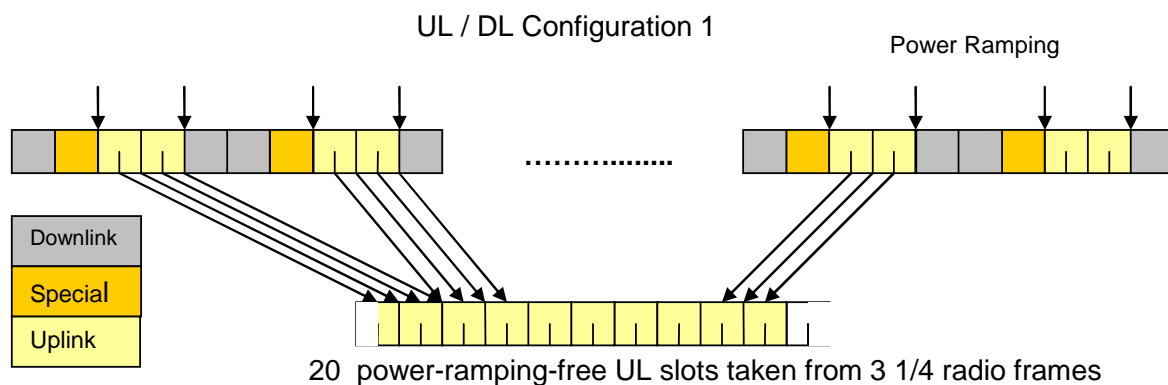 UL / DL Configuration 1
Power Ramping
...............
Downlink
Special
Uplink
20 power-ramping-free UL slots taken from 3 1/4 radio frames